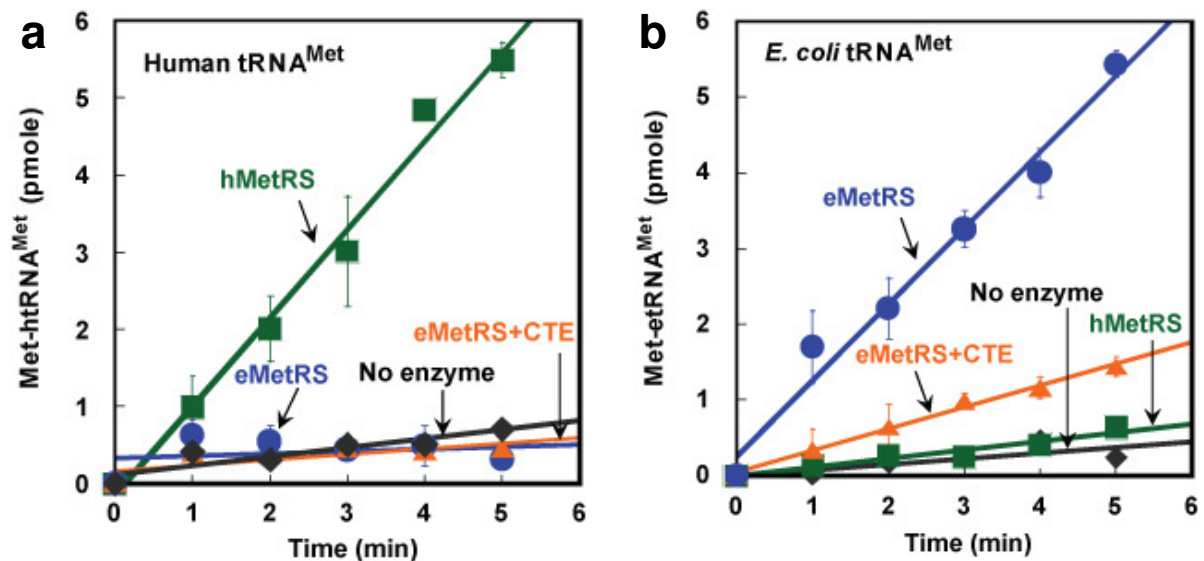 a
Human tRNA^Met
Met-htRNA^Met (pmole)
6
5
4
3
2
1
0
hMetRS
eMetRS
No enzyme
eMetRS+CTE
0 1 2 3 4 5 6
Time (min)
b
E. coli tRNA^Met
Met-etRNA^Met (pmole)
6
5
4
3
2
1
0
eMetRS
No enzyme
hMetRS
eMetRS+CTE
0 1 2 3 4 5 6
Time (min)